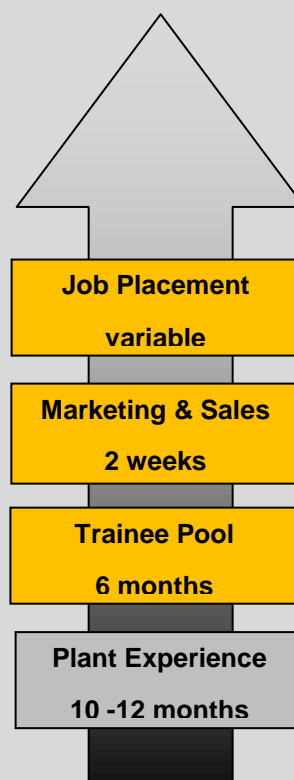 Job Placement
variable
Marketing & Sales
2 weeks
Trainee Pool
6 months
Plant Experience
10 -12 months